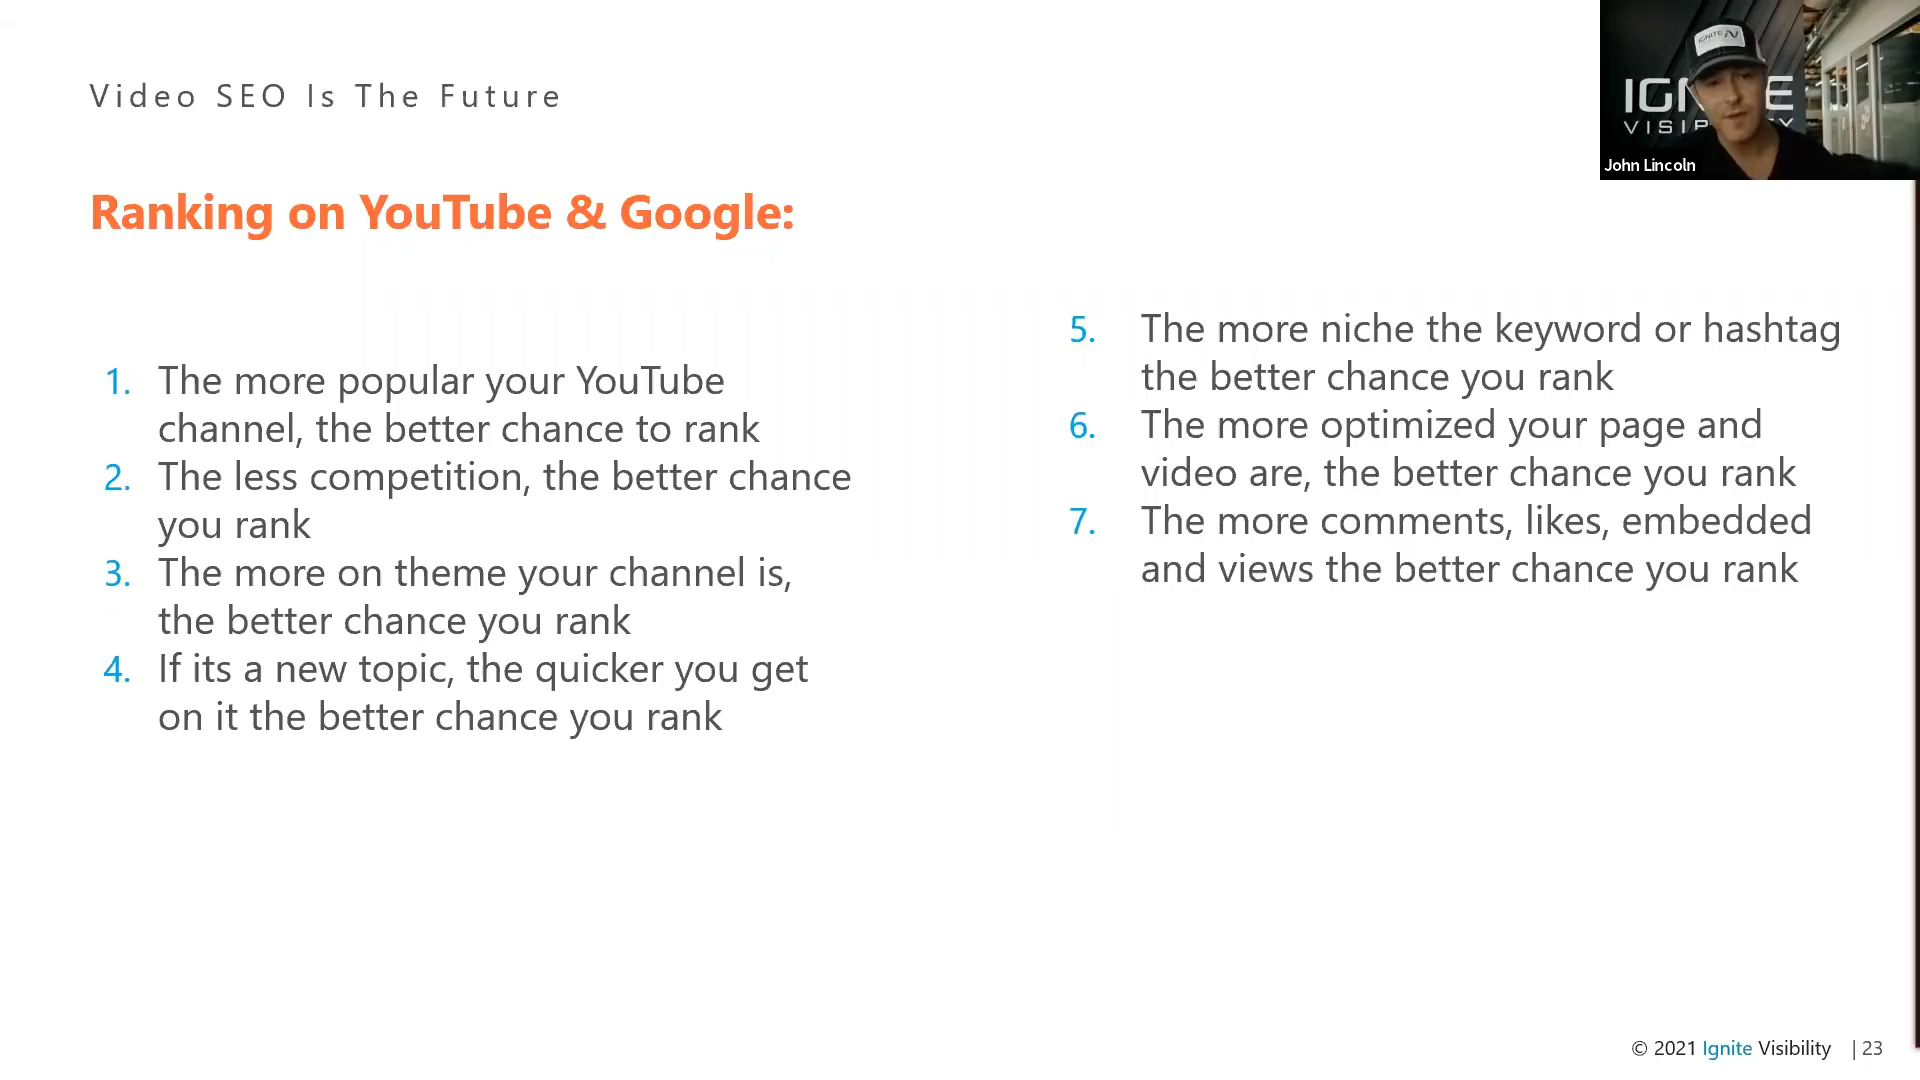 Video SEO Is The Future
Ranking on YouTube & Google:
1. The more popular your YouTube
channel, the better chance to rank
2. The less competition, the better chance
you rank
3. The more on theme your channel is,
the better chance you rank
4. If its a new topic, the quicker you get
on it the better chance you rank
5. The more niche the keyword or hashtag
the better chance you rank
6. The more optimized your page and
video are, the better chance you rank
7. The more comments, likes, embedded
and views the better chance you rank
IGNITE iV
John Lincoln
© 2021 Ignite Visibility | 23